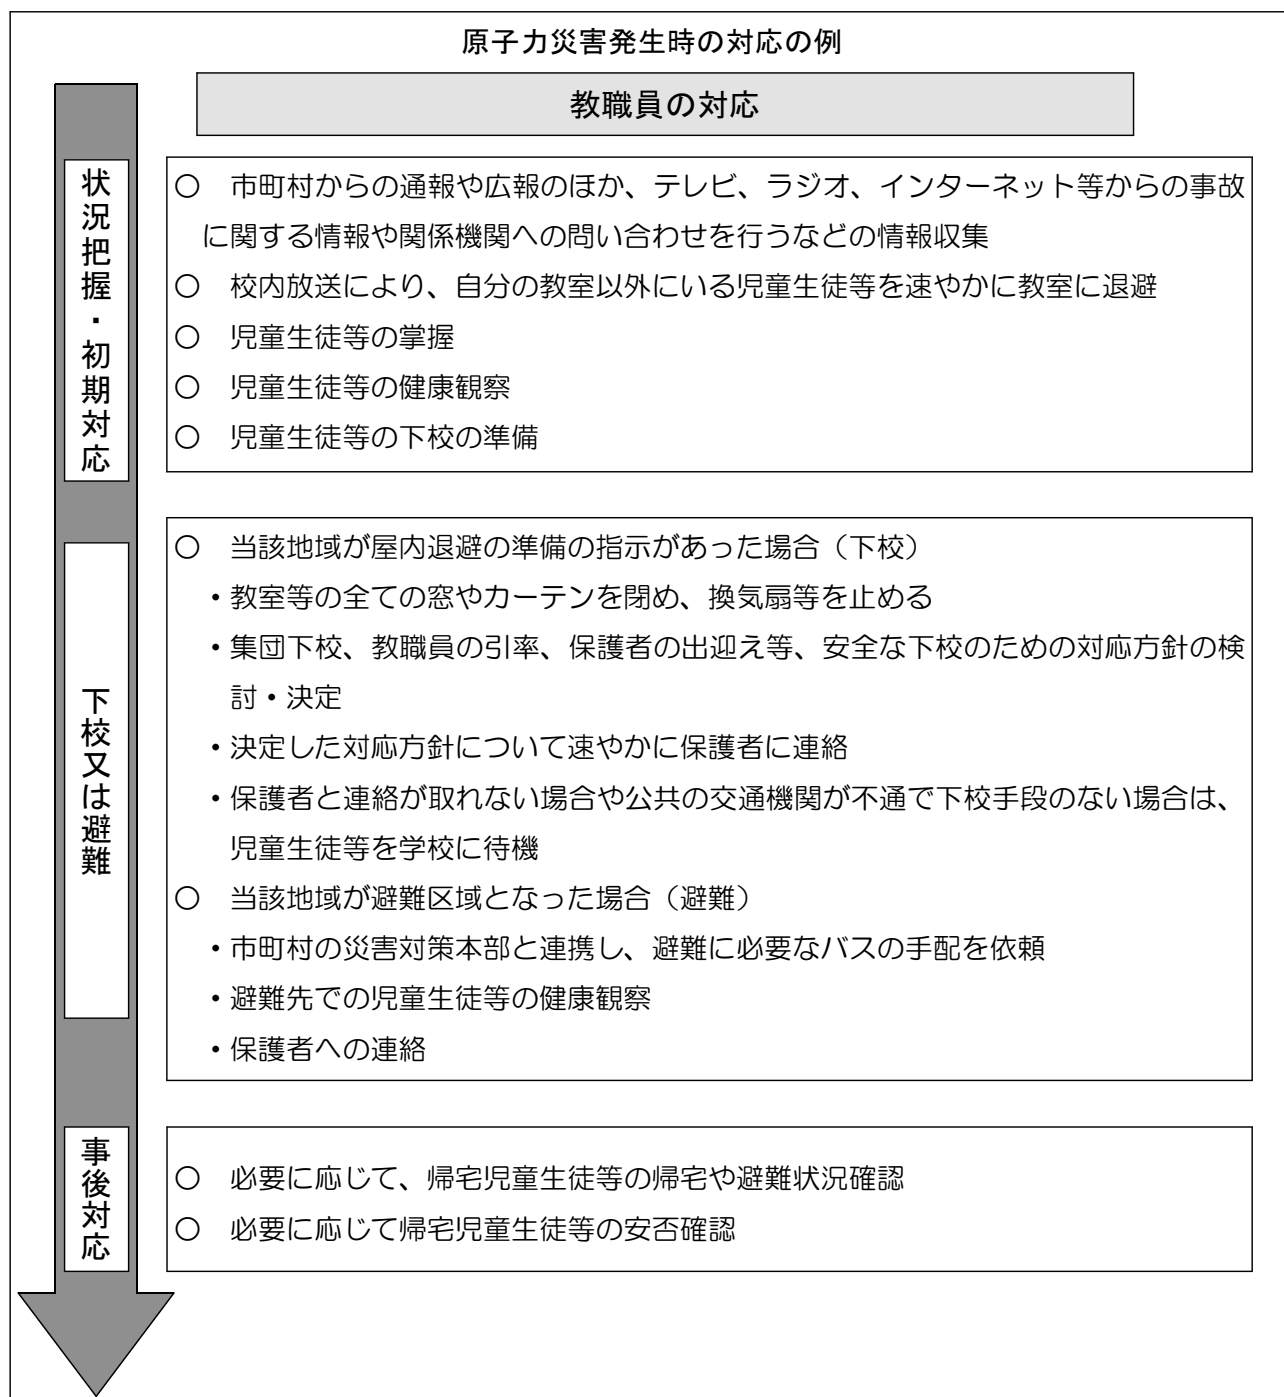 原子力災害発生時の対応の例
教職員の対応
状況把握・初期対応
○ 市町村からの通報や広報のほか、テレビ、ラジオ、インターネット等からの事故
に関する情報や関係機関への問い合わせを行うなどの情報収集
○ 校内放送により、自分の教室以外にいる児童生徒等を速やかに教室に退避
○ 児童生徒等の掌握
○ 児童生徒等の健康観察
○ 児童生徒等の下校の準備
下校又は避難
○ 当該地域が屋内退避の準備の指示があった場合（下校）
・教室等の全ての窓やカーテンを閉め、換気扇等を止める
・集団下校、教職員の引率、保護者の出迎え等、安全な下校のための対応方針の検
討・決定
・決定した対応方針について速やかに保護者に連絡
・保護者と連絡が取れない場合や公共の交通機関が不通で下校手段のない場合は、
児童生徒等を学校に待機
○ 当該地域が避難区域となった場合（避難）
・市町村の災害対策本部と連携し、避難に必要なバスの手配を依頼
・避難先での児童生徒等の健康観察
・保護者への連絡
事後対応
○ 必要に応じて、帰宅児童生徒等の帰宅や避難状況確認
○ 必要に応じて帰宅児童生徒等の安否確認